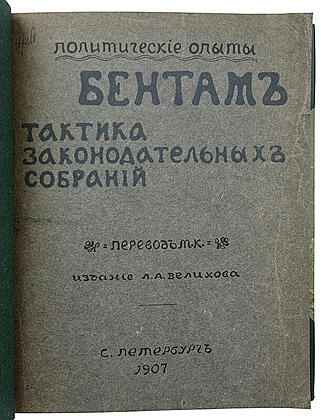 политическіе опыты
БЕНТАМЪ
ТАКТИКА
ЗАКОНОДАТЕЛЬНЫХЪ
СОБРАНІЙ
=ПЕРЕВОДЪ М.К.=
изданіе Л.А.ВЕЛИХОВА
С. ПЕТЕРБУРГЪ
1907